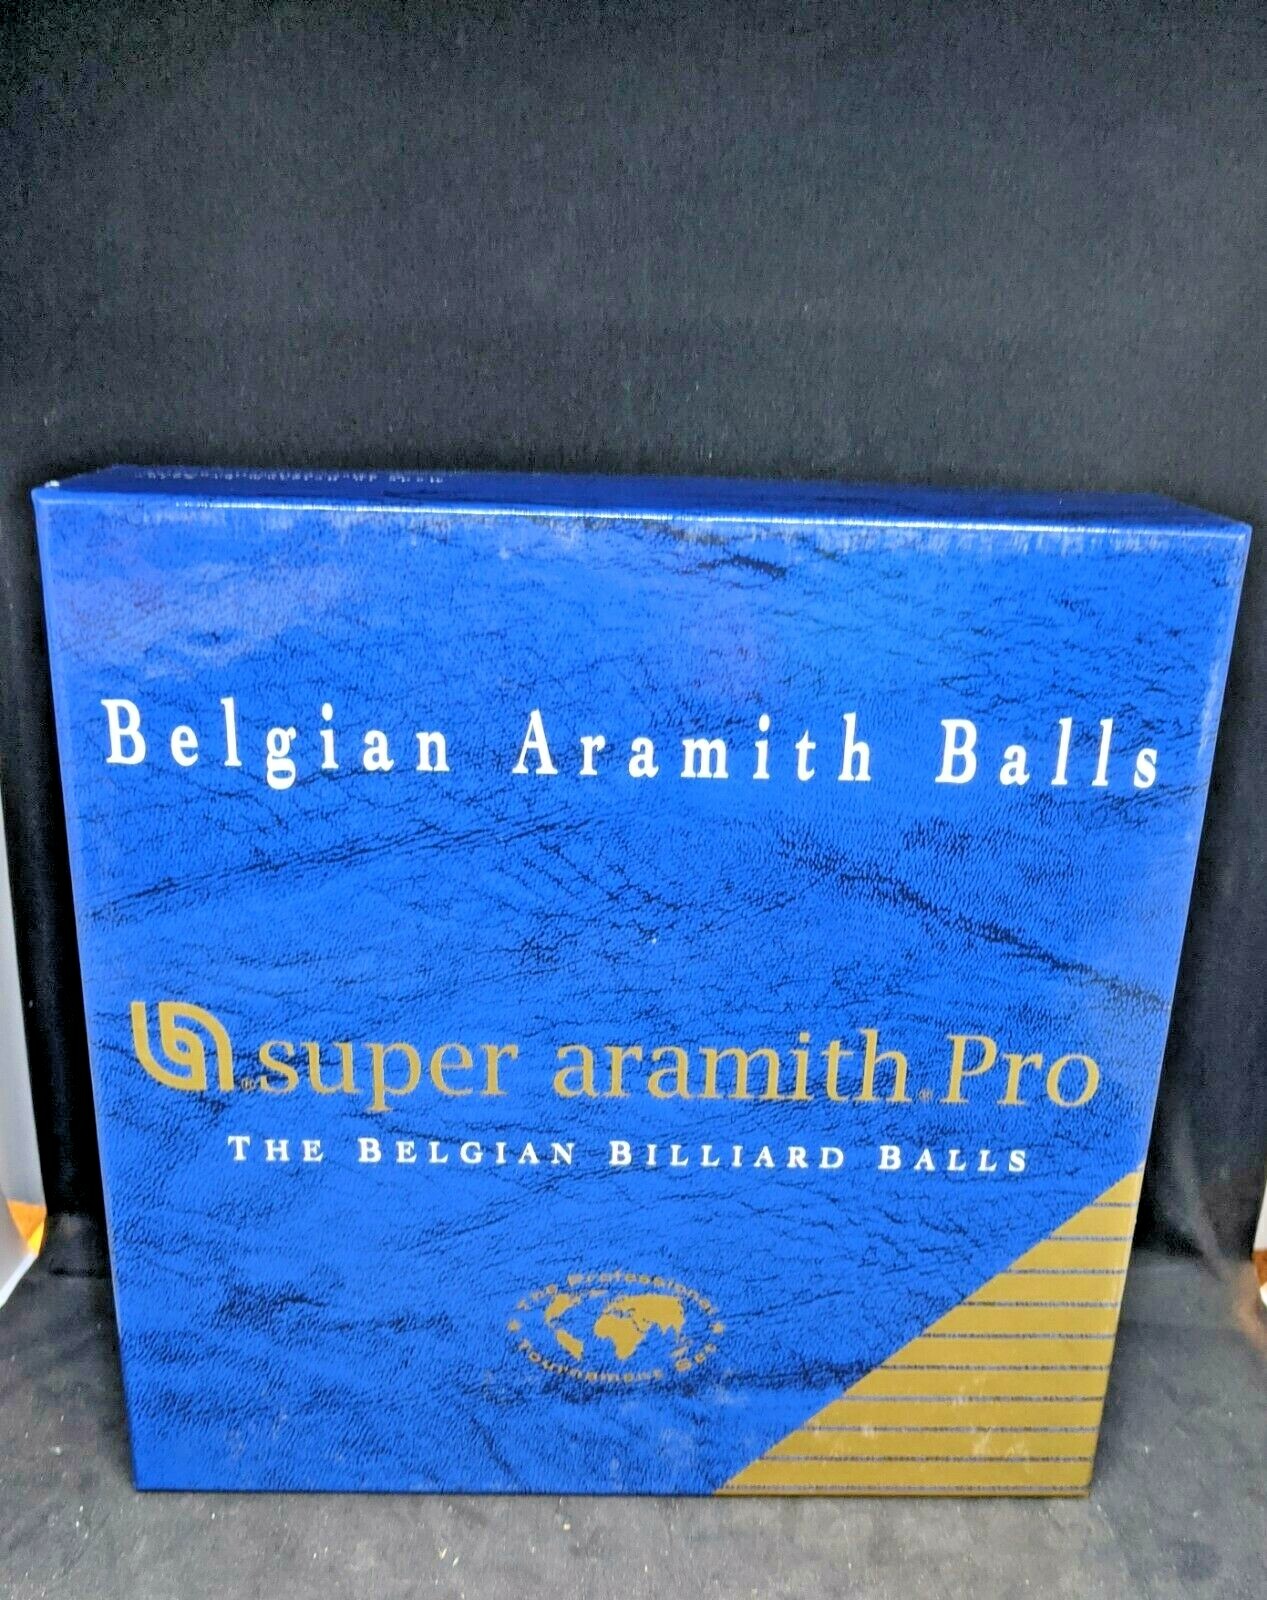 Belgian Aramith Balls
® super aramith® Pro
THE BELGIAN BILLIARD BALLS
The Professional
Tournament Set